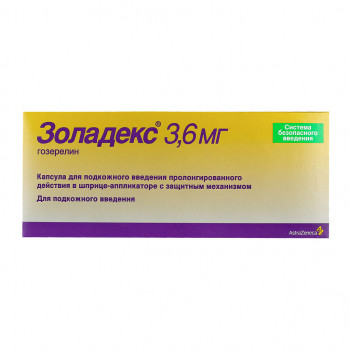 Золадекс® 3,6 мг
гозерелин
Система
безопасного
введения
Капсула для подкожного введения пролонгированного
действия в шприце-аппликаторе с защитным механизмом
Для подкожного введения
AstraZeneca